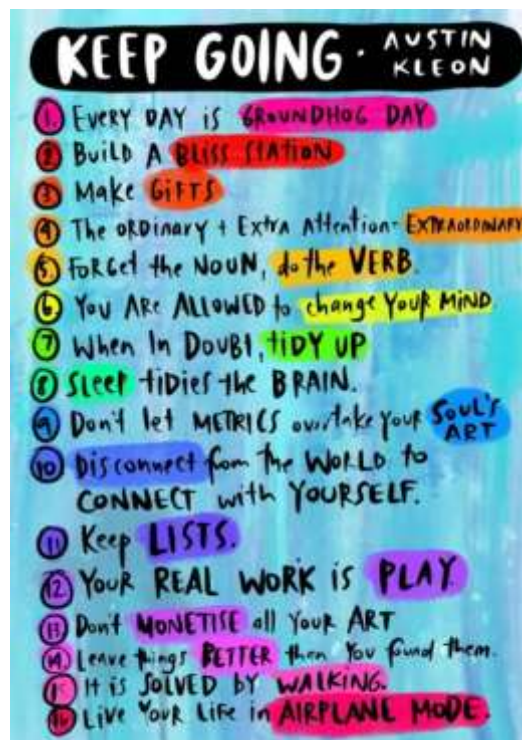 KEEP GOING · AUSTIN KLEON
1. EVERY DAY is GROUNDHOG DAY
2 BUILD A BLISS STATION
3 Make GIFTS
4 The ORDINARY + Extra Attention = EXTRAORDINARY
5 FORGET the NOUN, do the VERB.
6 YOU ARE ALLOWED to change YOUR MIND
7 When In DOUBT, tiDY UP
8 SLEEP tidies the BRAIN.
9 Don't let METRICS overtake your SOUL'S ART
10 Disconnect from the WORLD to
CONNECT with YOURSELF.
11 Keep LISTS.
12 YOUR REAL WORK is PLAY.
13 Don't MONETISE all YOUR ART
14 Leave things BETTER then You found them.
15 It is SOLVED BY WALKING.
16 LIVE YOUR LIFE in AIRPLANE MODE.